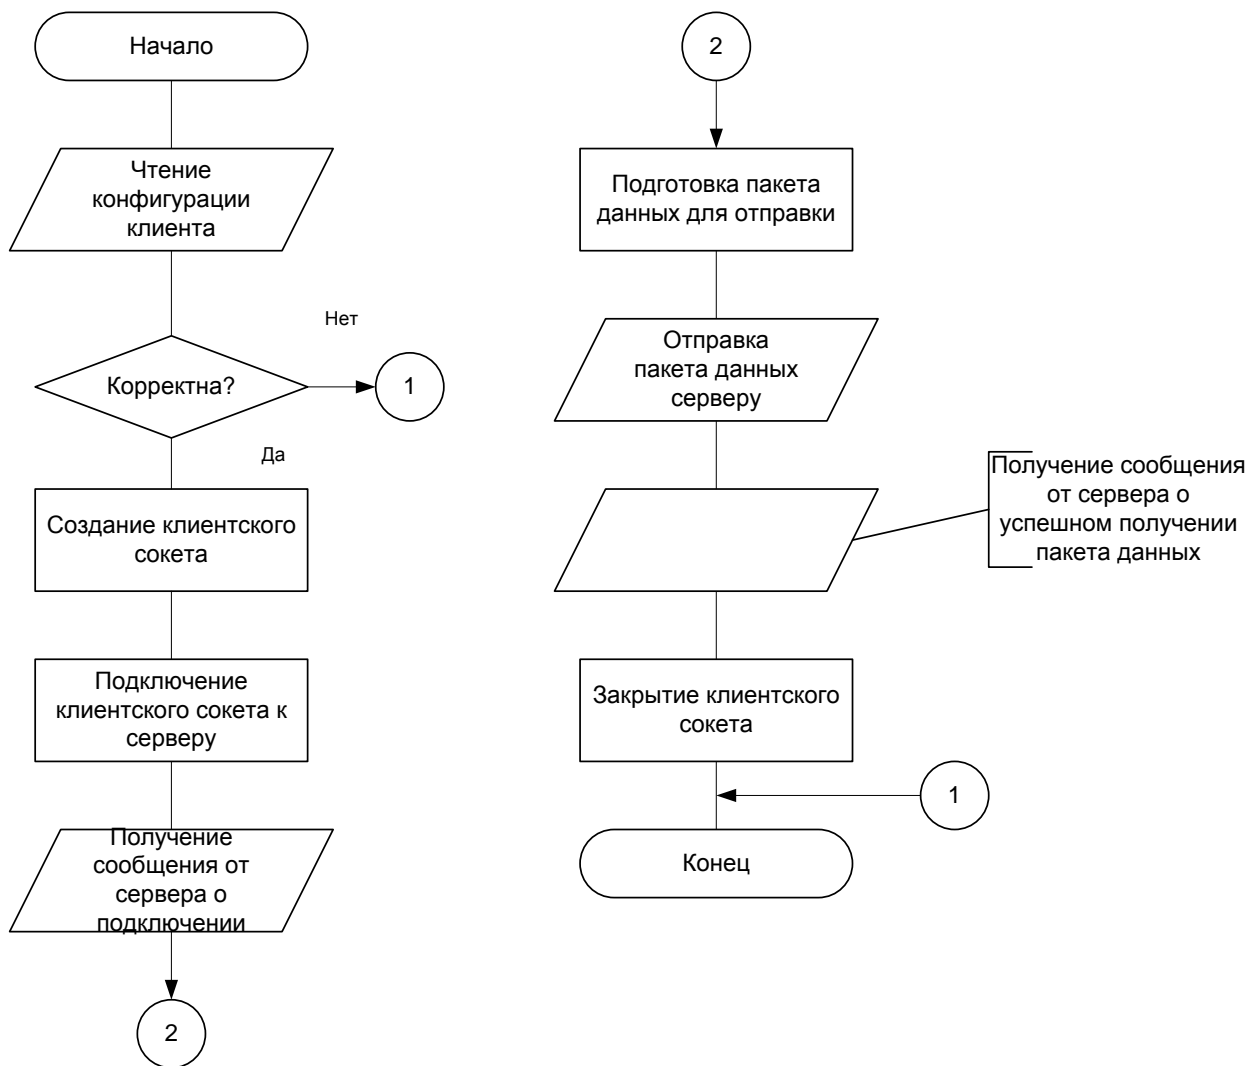 Начало
Чтение
конфигурации
клиента
Нет
Корректна?
1
Да
Создание клиентского
сокета
Подключение
клиентского сокета к
серверу
Получение
сообщения от
сервера о
подключении
2
2
Подготовка пакета
данных для отправки
Отправка
пакета данных
серверу
Получение сообщения
от сервера о
успешном получении
пакета данных
Закрытие клиентского
сокета
1
Конец